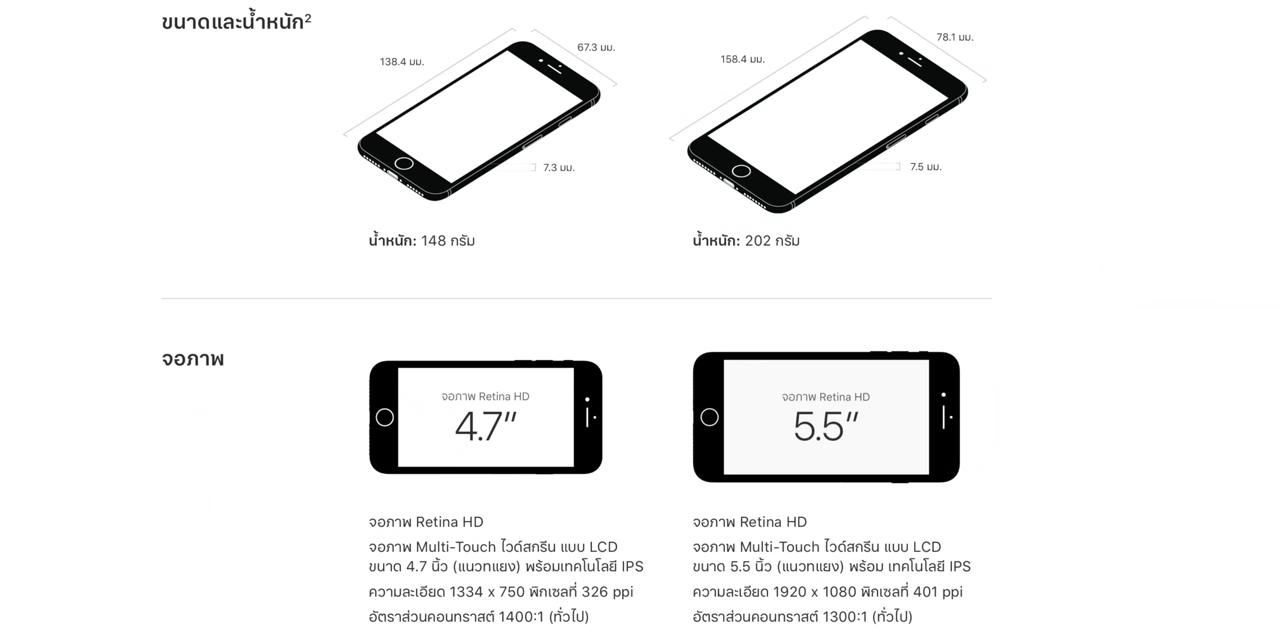 ขนาดและน้ำหนัก²
138.4 มม.
67.3 มม.
7.3 มม.
158.4 มม.
78.1 มม.
7.5 มม.
น้ำหนัก: 148 กรัม
น้ำหนัก: 202 กรัม
จอภาพ
จอภาพ Retina HD
4.7″
จอภาพ Retina HD
5.5″
จอภาพ Retina HD
จอภาพ Multi-Touch ไวด์สกรีน แบบ LCD
ขนาด 4.7 นิ้ว (แนวทแยง) พร้อมเทคโนโลยี IPS
ความละเอียด 1334 x 750 พิกเซลที่ 326 ppi
อัตราส่วนคอนทราสต์ 1400:1 (ทั่วไป)
จอภาพ Retina HD
จอภาพ Multi-Touch ไวด์สกรีน แบบ LCD
ขนาด 5.5 นิ้ว (แนวทแยง) พร้อม เทคโนโลยี IPS
ความละเอียด 1920 x 1080 พิกเซลที่ 401 ppi
อัตราส่วนคอนทราสต์ 1300:1 (ทั่วไป)